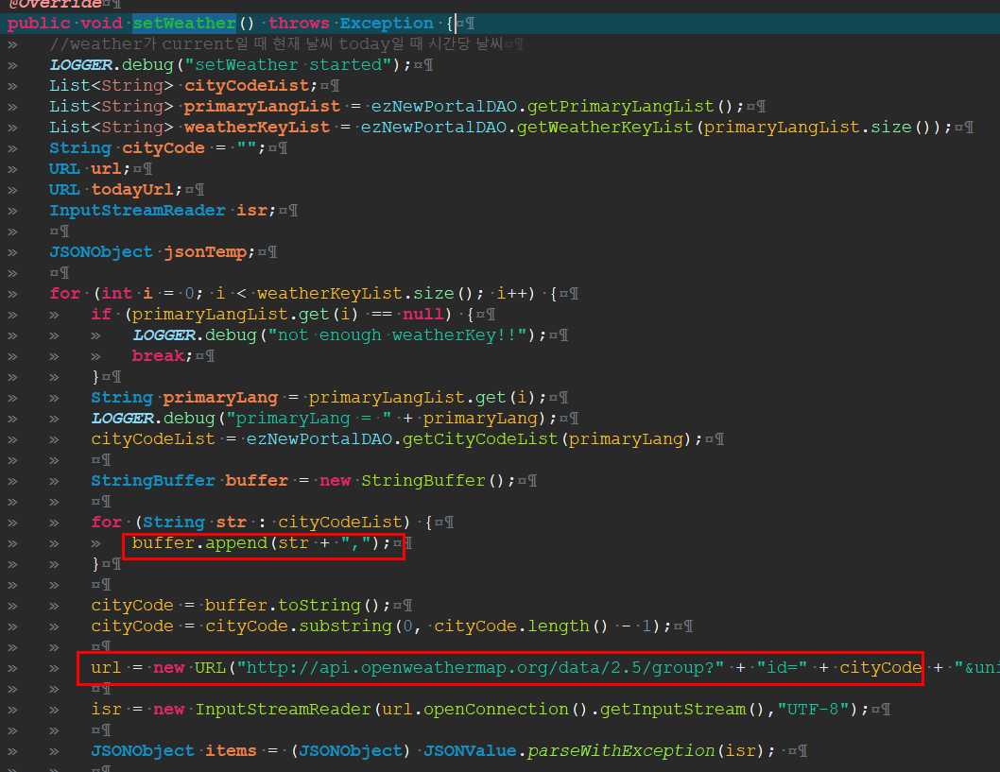 @Override
public void setWeather() throws Exception {
//weather가 current일 때 현재 날씨 today일 때 시간당 날씨
LOGGER.debug("setWeather started");
List<String> cityCodeList;
List<String> primaryLangList = ezNewPortalDAO.getPrimaryLangList();
List<String> weatherKeyList = ezNewPortalDAO.getWeatherKeyList(primaryLangList.size());
String cityCode = "";
URL url;
URL todayUrl;
InputStreamReader isr;
JSONObject jsonTemp;
for (int i = 0; i < weatherKeyList.size(); i++) {
if (primaryLangList.get(i) == null) {
LOGGER.debug("not enough weatherKey!!");
break;
}
String primaryLang = primaryLangList.get(i);
LOGGER.debug("primaryLang = " + primaryLang);
cityCodeList = ezNewPortalDAO.getCityCodeList(primaryLang);
StringBuffer buffer = new StringBuffer();
for (String str : cityCodeList) {
buffer.append(str + ",");
}
cityCode = buffer.toString();
cityCode = cityCode.substring(0, cityCode.length() - 1);
url = new URL("http://api.openweathermap.org/data/2.5/group?" + "id=" + cityCode + "&uni
isr = new InputStreamReader(url.openConnection().getInputStream(),"UTF-8");
JSONObject items = (JSONObject) JSONValue.parseWithException(isr);